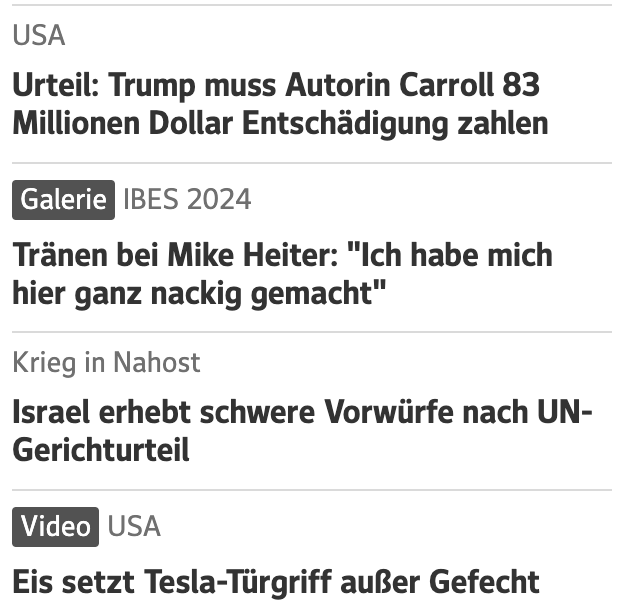 USA
Urteil: Trump muss Autorin Carroll 83
Millionen Dollar Entschädigung zahlen
Galerie IBES 2024
Tränen bei Mike Heiter: "Ich habe mich
hier ganz nackig gemacht"
Krieg in Nahost
Israel erhebt schwere Vorwürfe nach UN-
Gerichturteil
Video USA
Eis setzt Tesla-Türgriff außer Gefecht